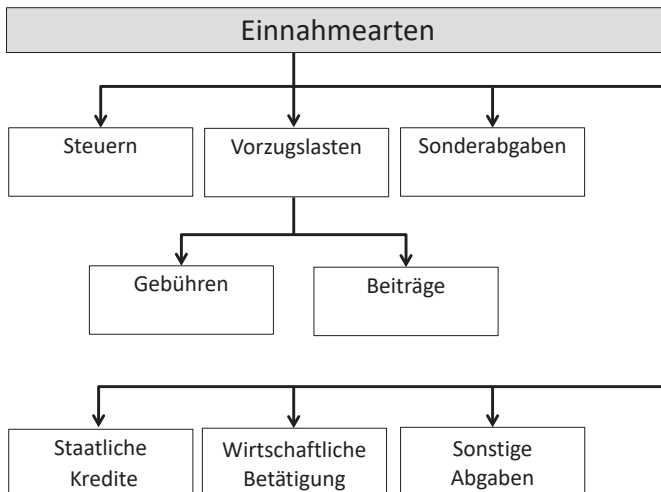 Einnahmearten
Steuern
Vorzugslasten
Sonderabgaben
Gebühren
Beiträge
Staatliche
Kredite
Wirtschaftliche
Betätigung
Sonstige
Abgaben